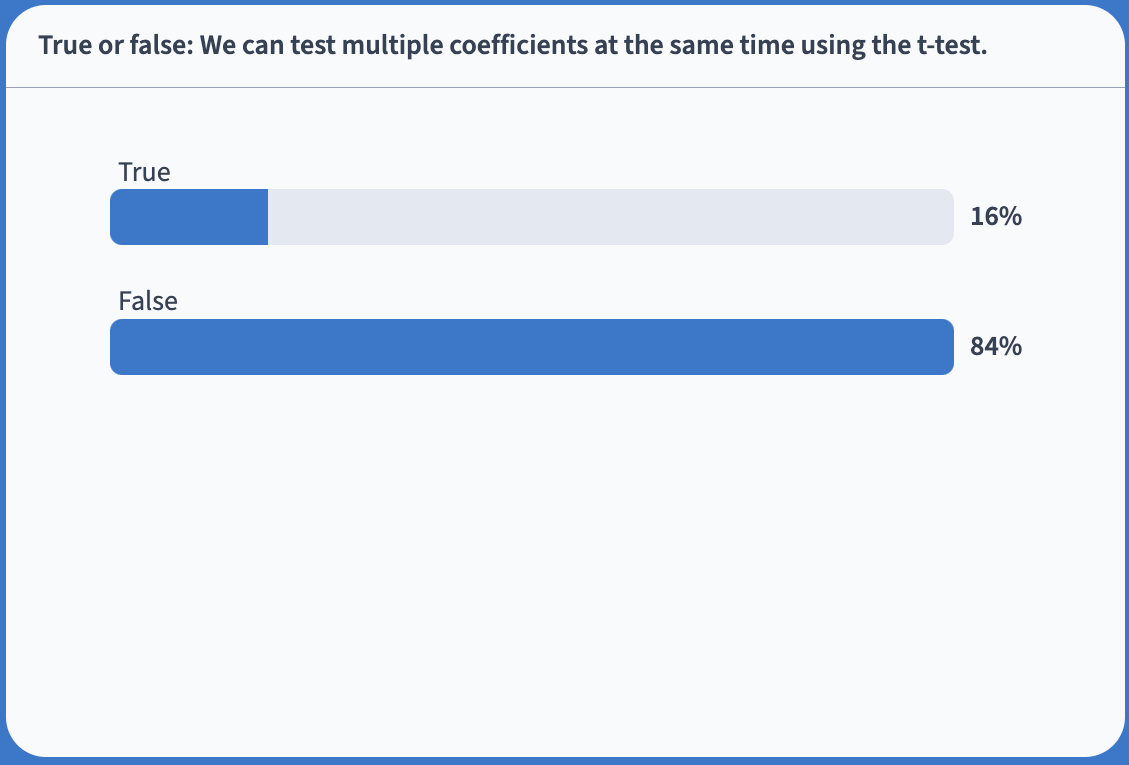 True or false: We can test multiple coefficients at the same time using the t-test.
True
16%
False
84%